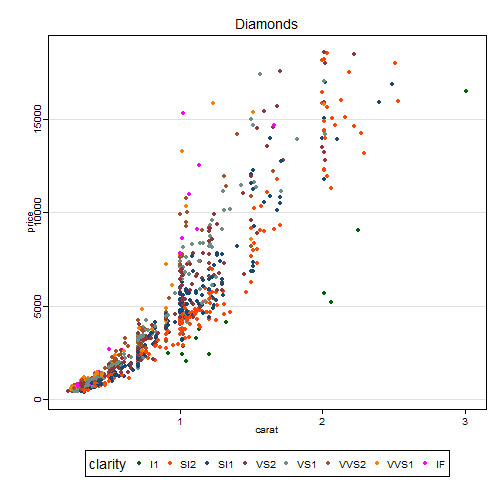 Diamonds
15000
10000
5000
0
price
1
2
3
carat
clarity I1 SI2 SI1 VS2 VS1 VVS2 VVS1 IF